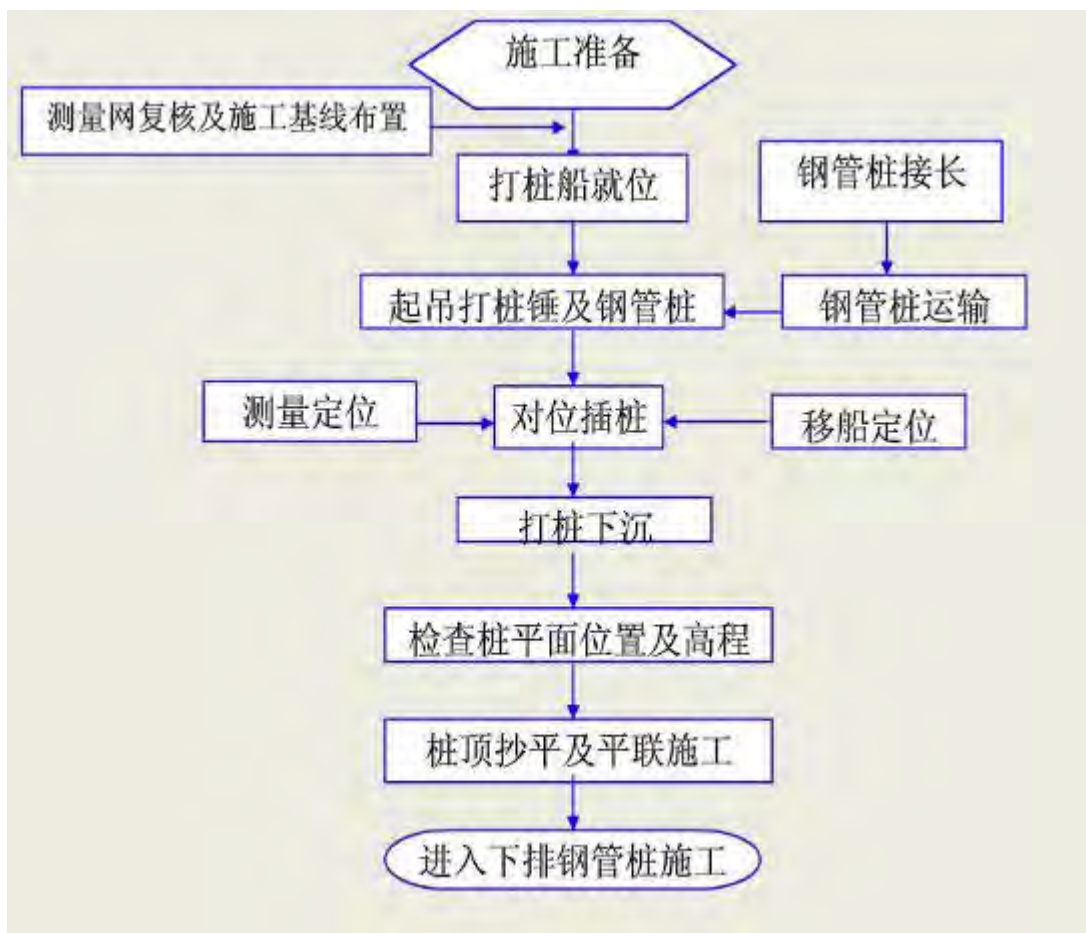 施工准备
测量网复核及施工基线布置
打桩船就位
钢管桩接长
起吊打桩锤及钢管桩
钢管桩运输
测量定位
对位插桩
移船定位
打桩下沉
检查桩平面位置及高程
桩顶抄平及平联施工
进入下排钢管桩施工